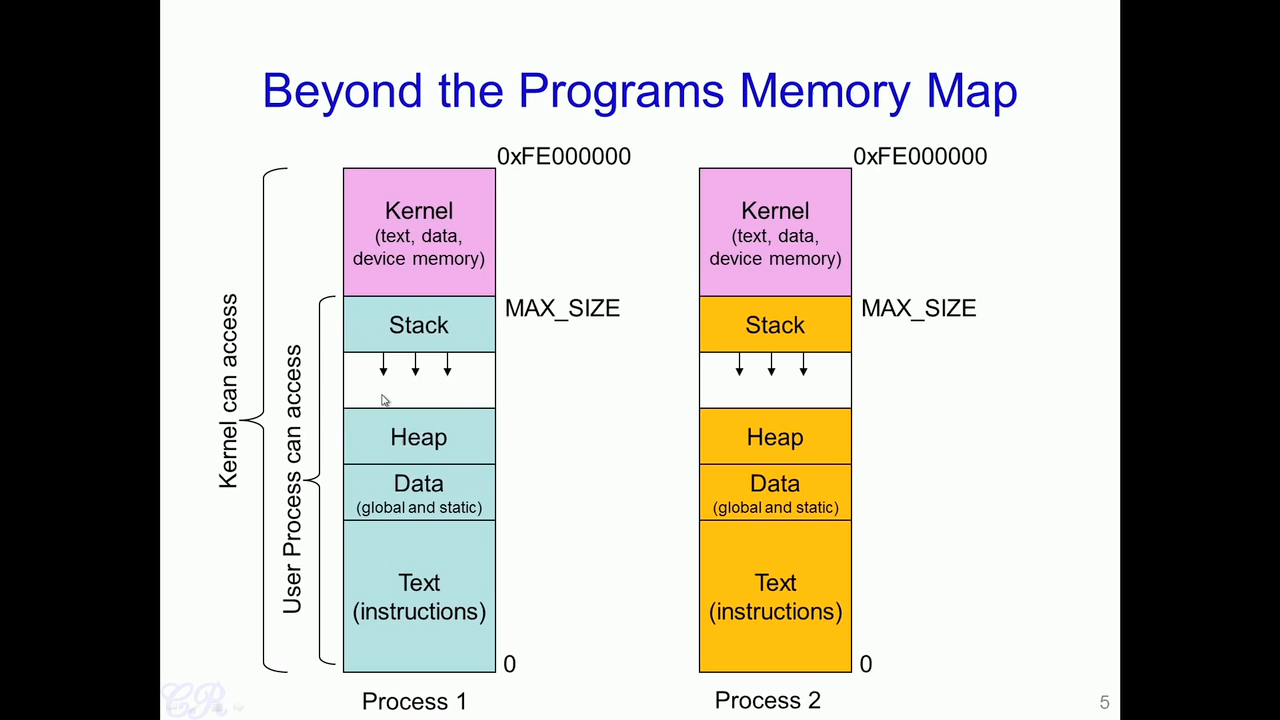 Beyond the Programs Memory Map
0xFE000000
0xFE000000
Kernel can access
User Process can access
Kernel
(text, data,
device memory)
MAX_SIZE
Stack
Heap
Data
(global and static)
Text
(instructions)
0
Process 1
Kernel
(text, data,
device memory)
MAX_SIZE
Stack
Heap
Data
(global and static)
Text
(instructions)
0
Process 2
CR
5